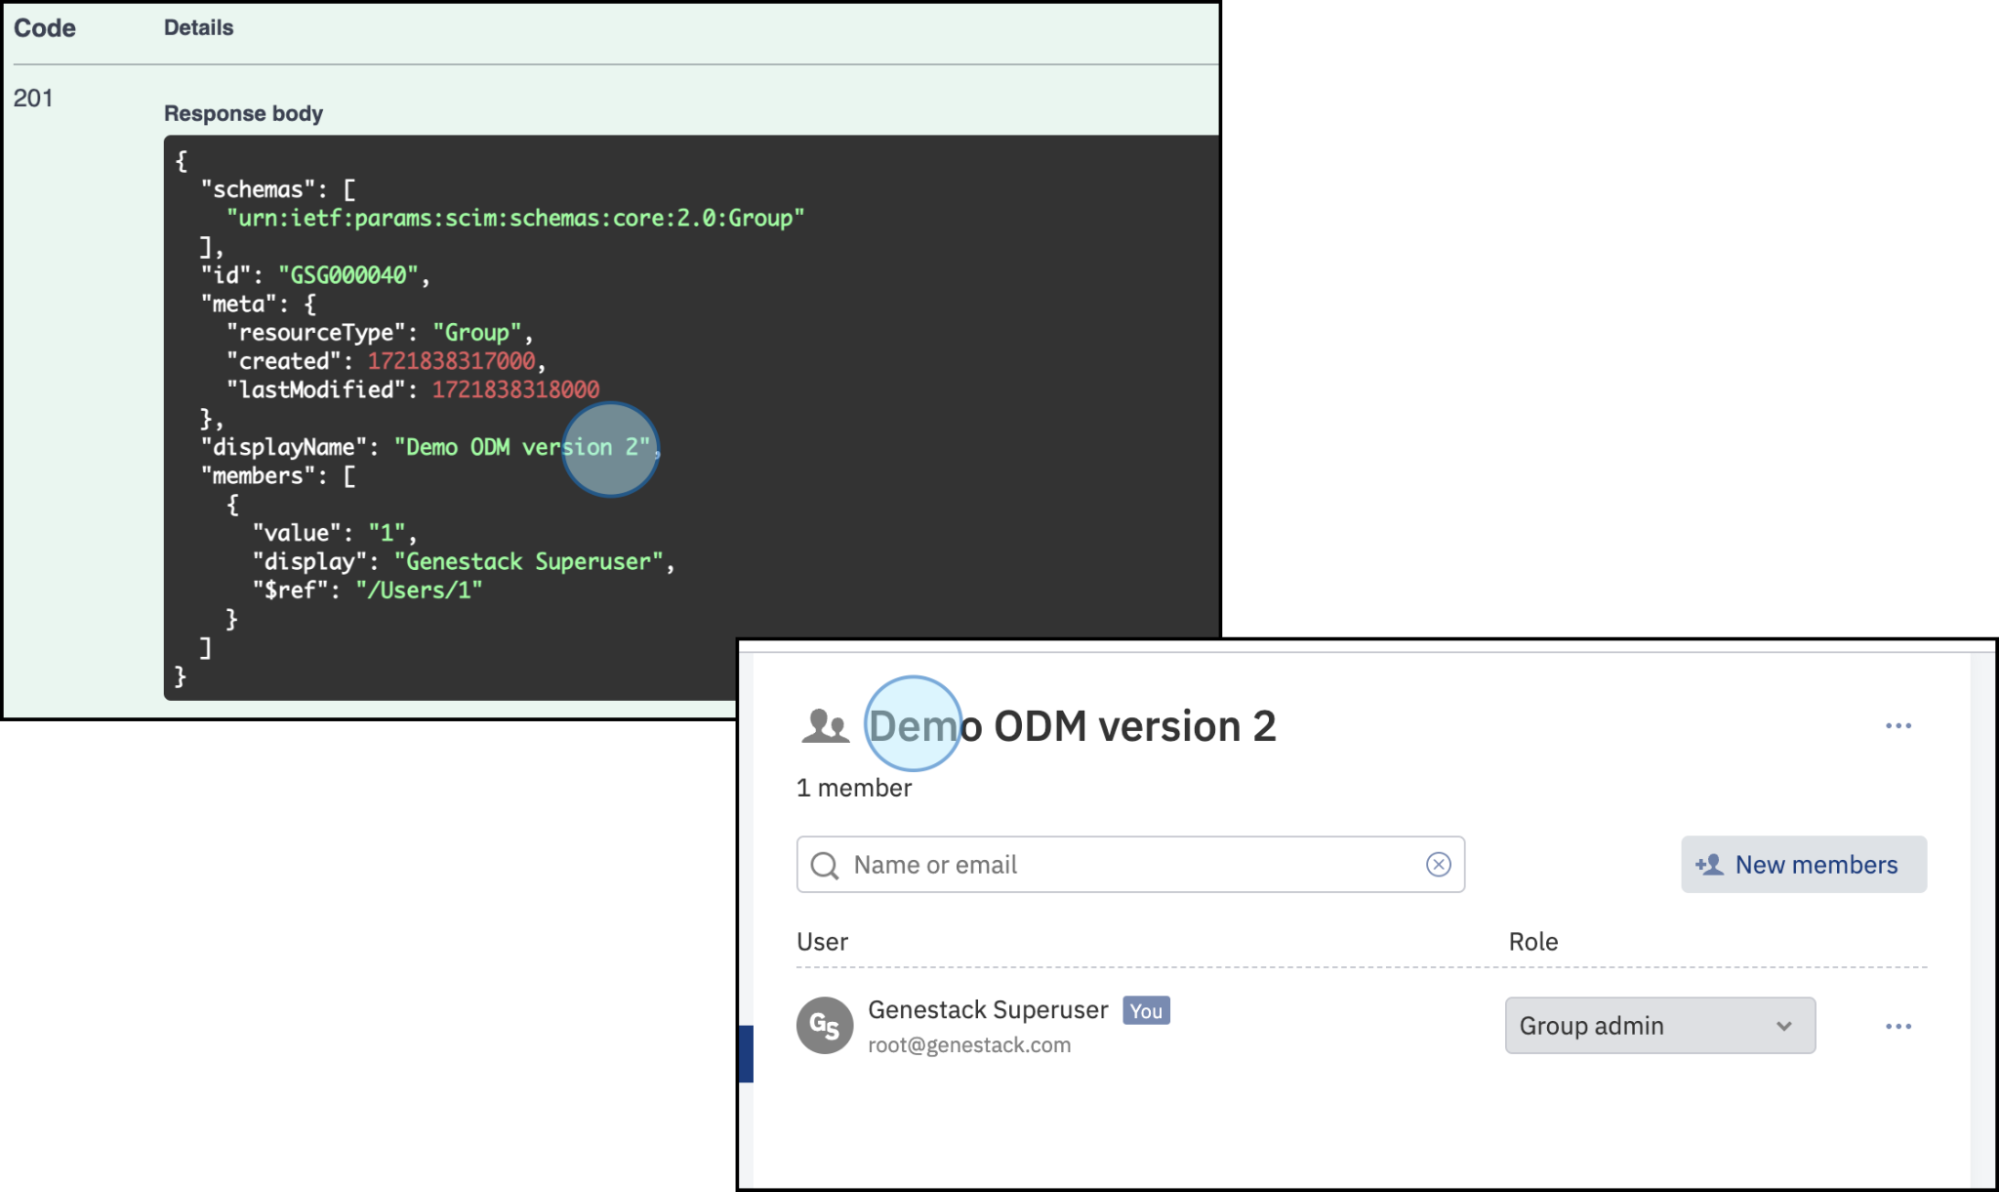 Code Details
201
Response body
{
"schemas": [
"urn:ietf:params:scim:schemas:core:2.0:Group"
],
"id": "GSG000040",
"meta": {
"resourceType": "Group",
"created": 1721838317000,
"lastModified": 1721838318000
},
"displayName": "Demo ODM version 2",
"members": [
{
"value": "1",
"display": "Genestack Superuser",
"$ref": "/Users/1"
}
]
}
Demo ODM version 2
1 member
Name or email
New members
User Role
GS
Genestack Superuser You
root@genestack.com
Group admin